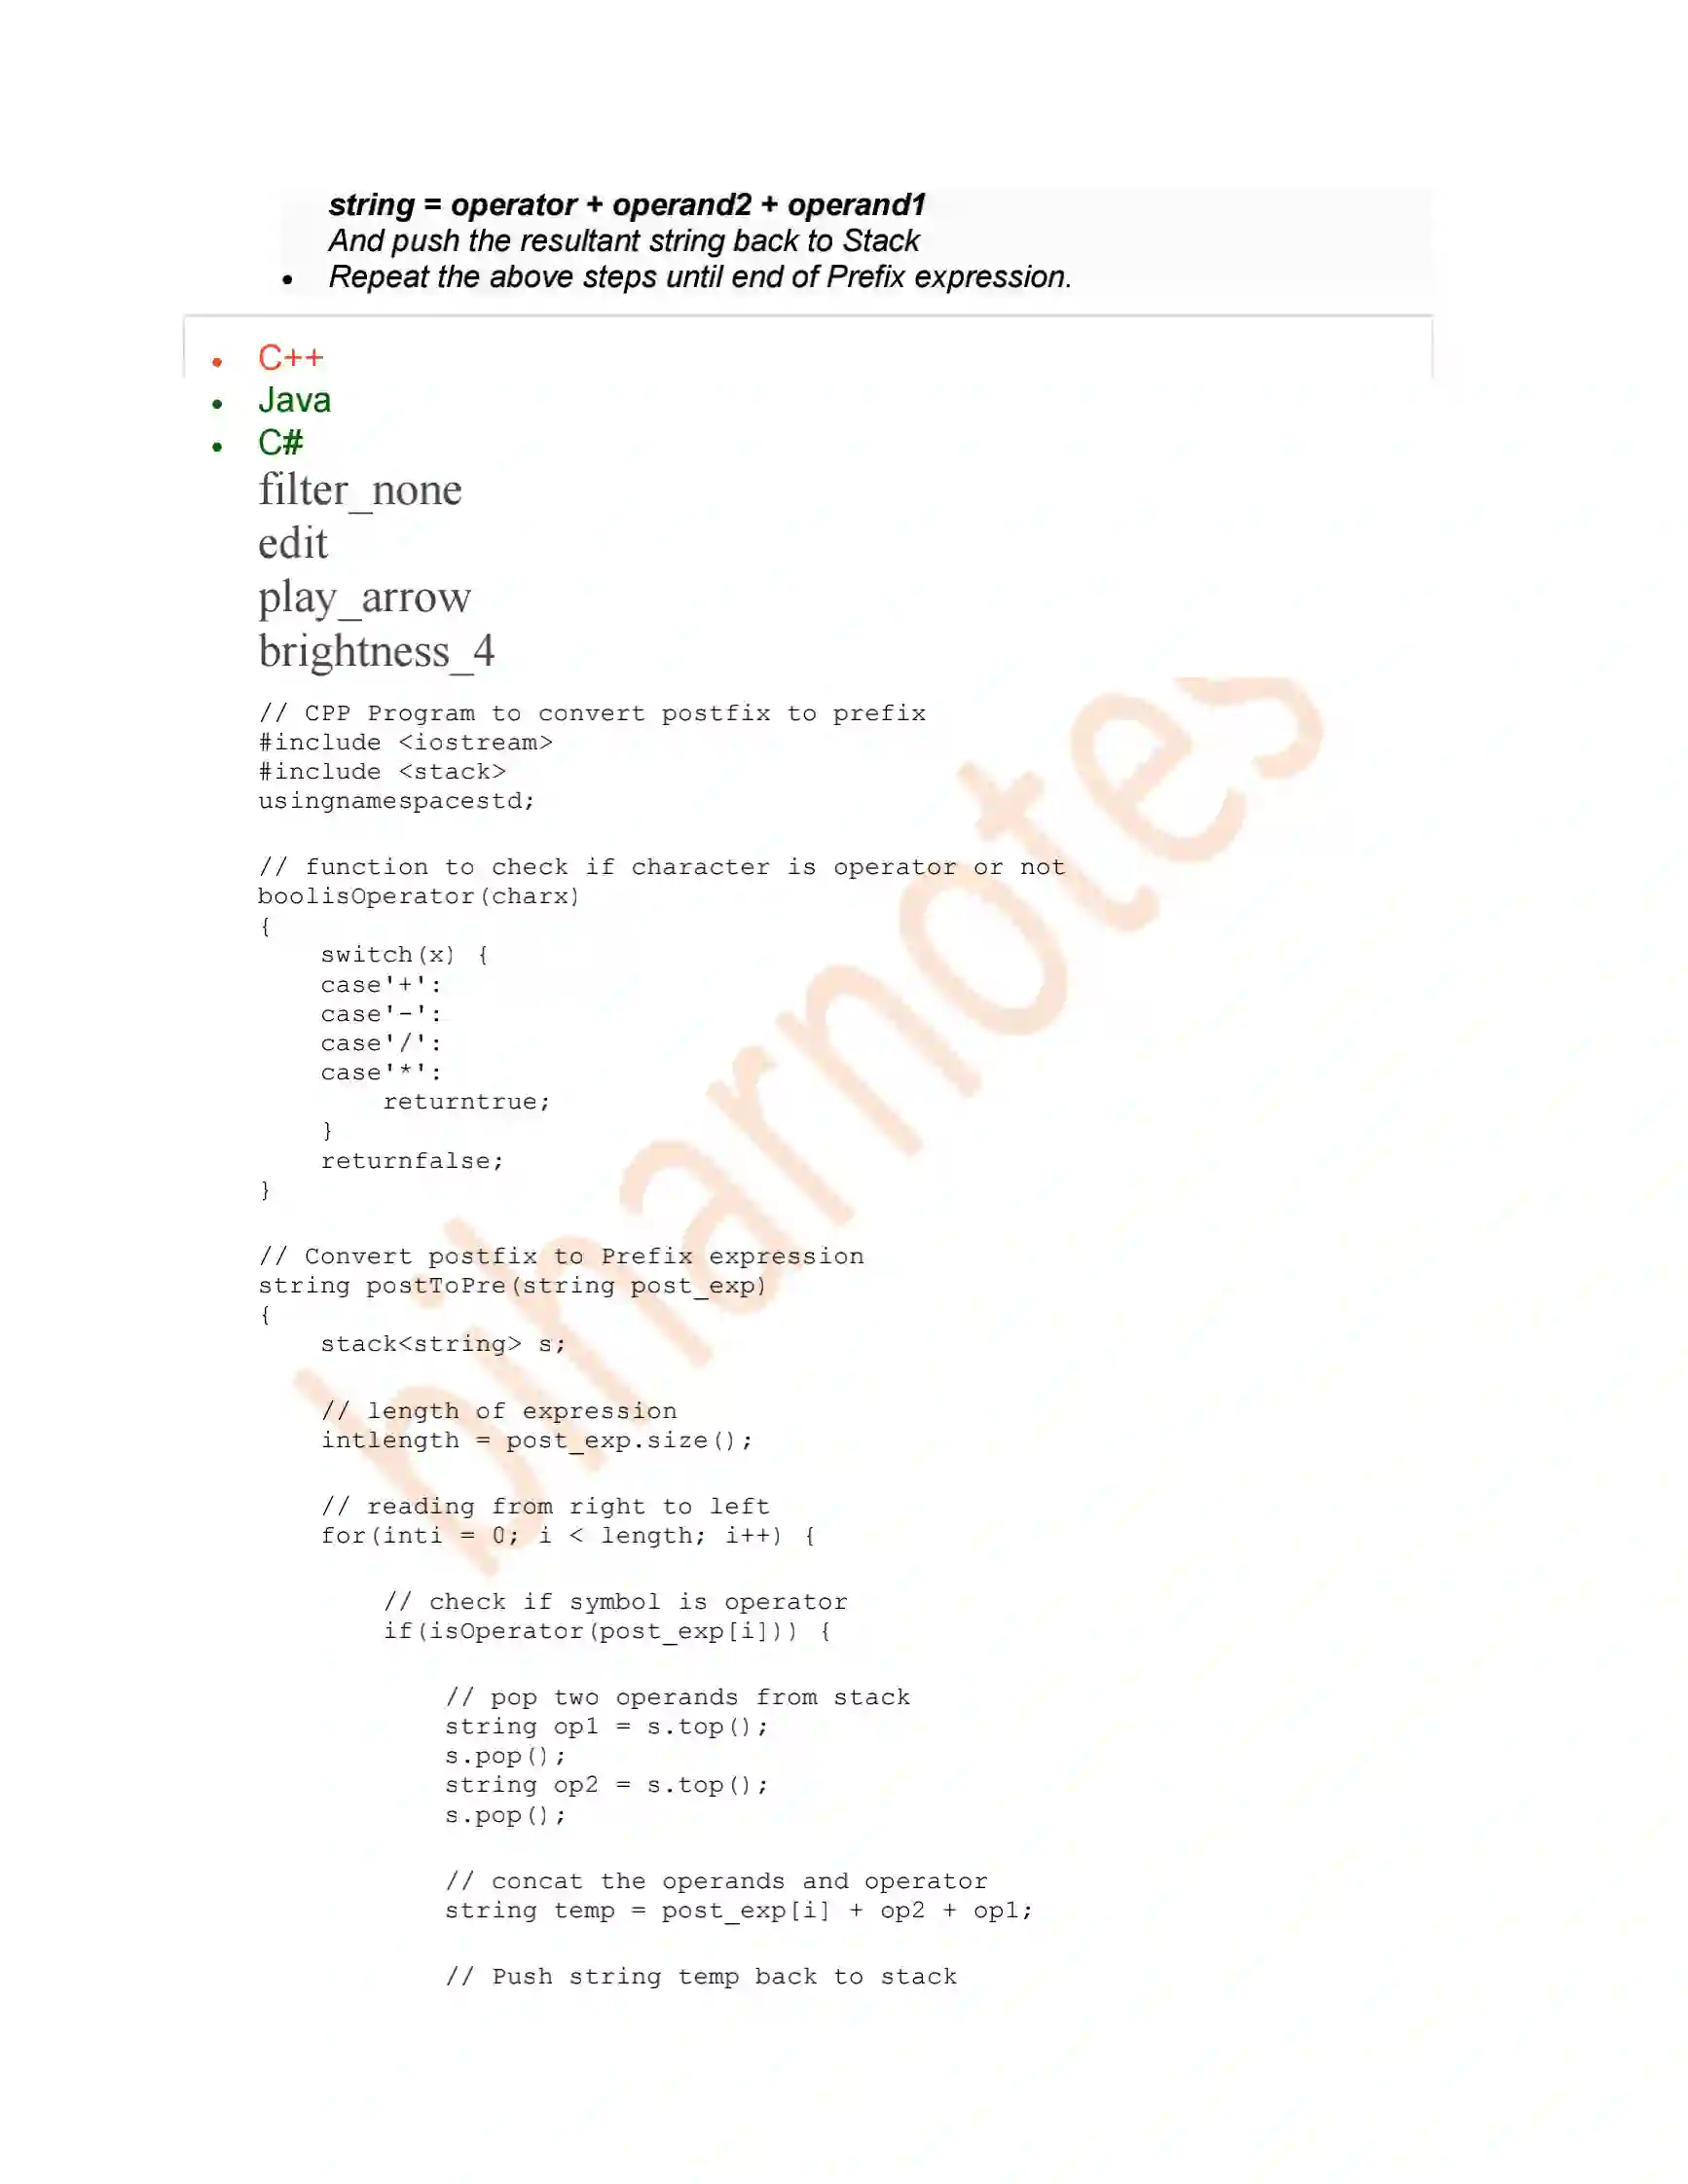 string = operator + operand2 + operand1
And push the resultant string back to Stack
• Repeat the above steps until end of Prefix expression.
• C++
• Java
• C#
filter_none
edit
play_arrow
brightness_4
// CPP Program to convert postfix to prefix
#include <iostream>
#include <stack>
usingnamespacestd;
// function to check if character is operator or not
boolisOperator(charx)
{
    switch(x) {
    case'+':
    case'-':
    case'/':
    case'*':
        returntrue;
    }
    returnfalse;
}
// Convert postfix to Prefix expression
string postToPre(string post_exp)
{
    stack<string> s;
    // length of expression
    intlength = post_exp.size();
    // reading from right to left
    for(inti = 0; i < length; i++) {
        // check if symbol is operator
        if(isOperator(post_exp[i])) {
            // pop two operands from stack
            string op1 = s.top();
            s.pop();
            string op2 = s.top();
            s.pop();
            // concat the operands and operator
            string temp = post_exp[i] + op2 + op1;
            // Push string temp back to stack
biharnotes